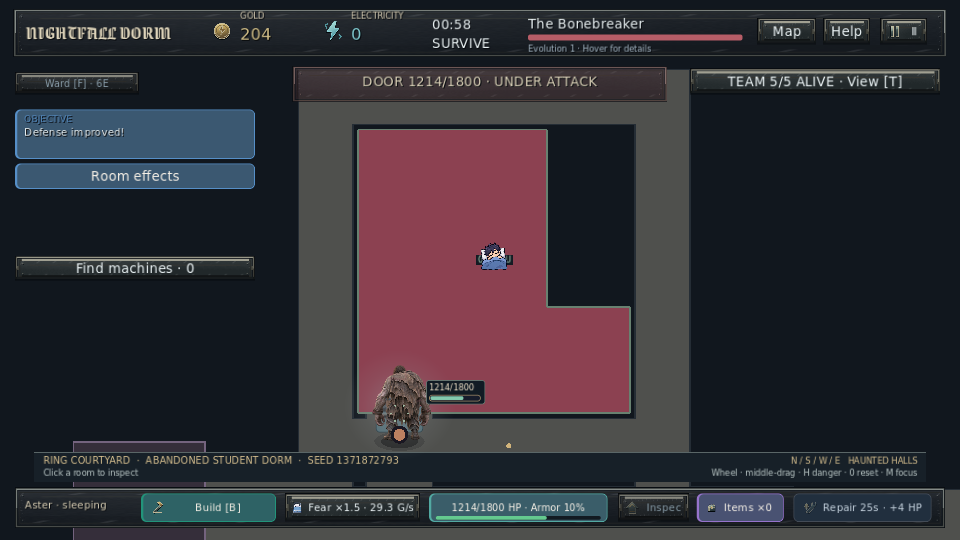 NIGHTFALL DORM
GOLD
204
ELECTRICITY
0
00:58
SURVIVE
The Bonebreaker
Evolution 1 · Hover for details
Map
Help
Ward [F] · 6E
DOOR 1214/1800 · UNDER ATTACK
TEAM 5/5 ALIVE · View [T]
OBJECTIVE
Defense improved!
Room effects
Find machines · 0
1214/1800
RING COURTYARD · ABANDONED STUDENT DORM · SEED 1371872793
Click a room to inspect
N / S / W / E HAUNTED HALLS
Wheel · middle-drag · H danger · 0 reset · M focus
Aster · sleeping
Build [B]
Fear ×1.5 · 29.3 G/s
1214/1800 HP · Armor 10%
Inspec
Items ×0
Repair 25s · +4 HP